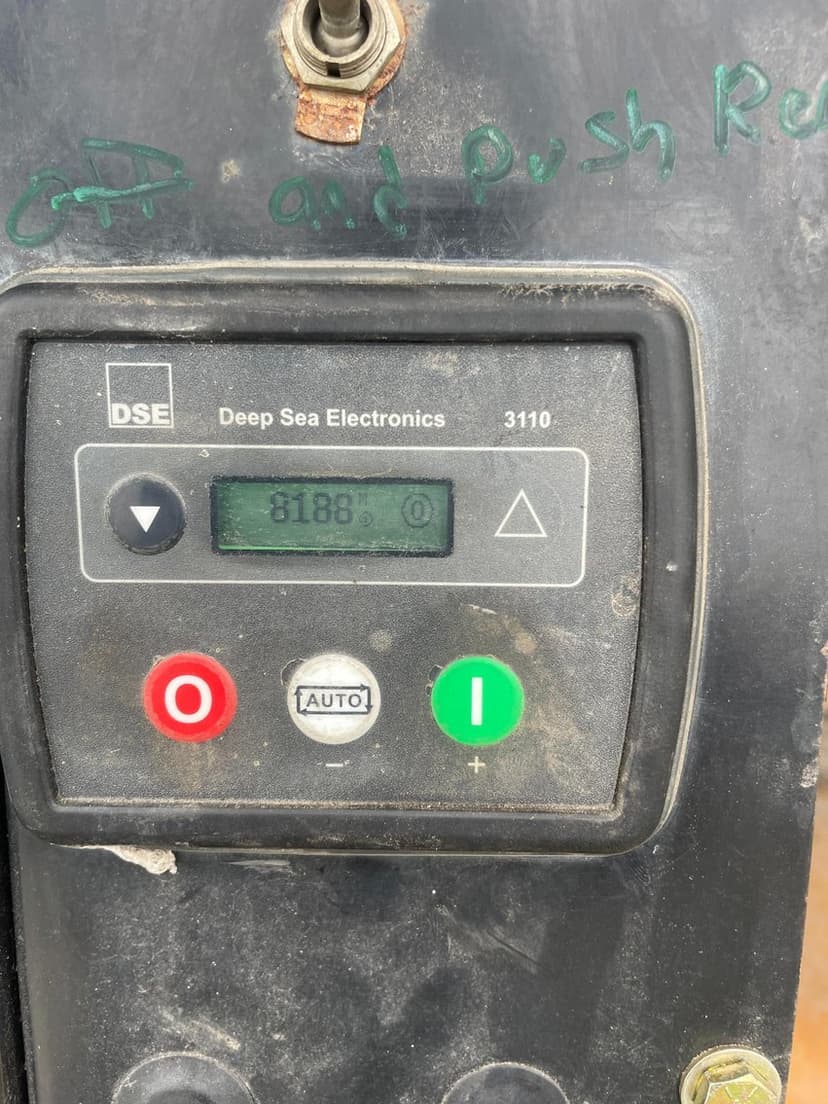 OFF and push Re
DSE Deep Sea Electronics 3110
8188 H
O AUTO I
− +